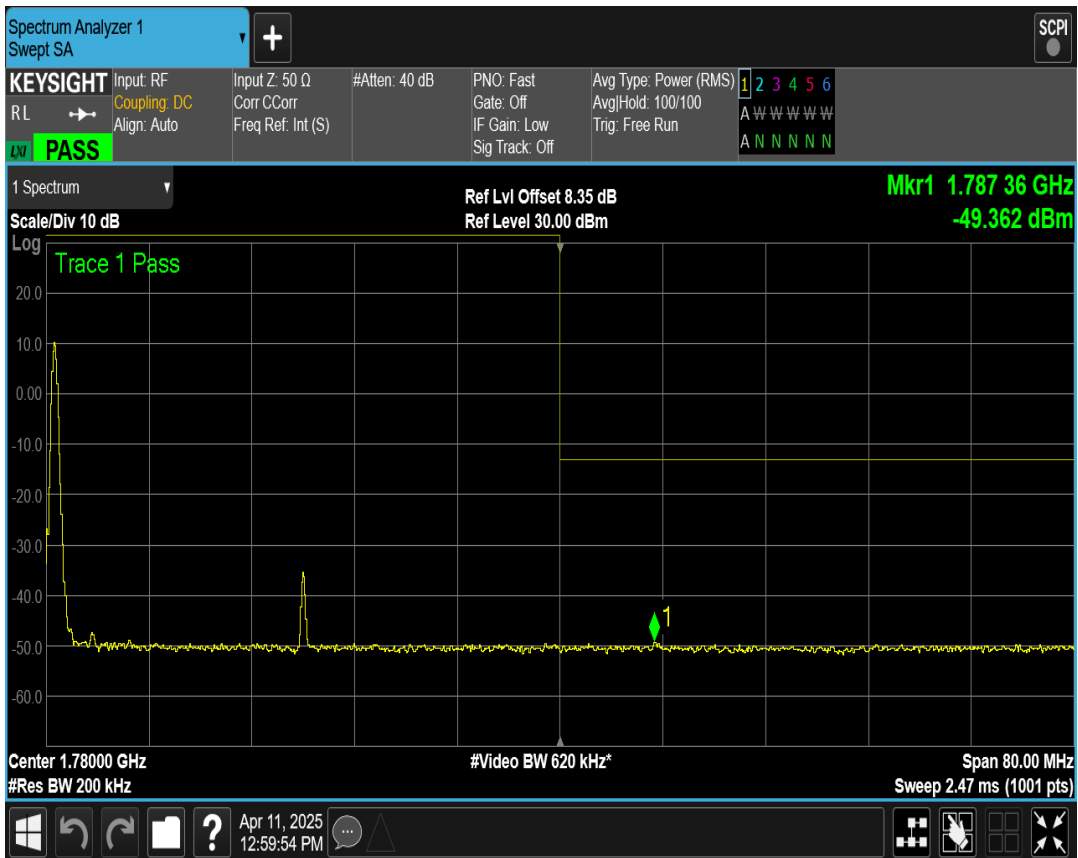 Spectrum Analyzer 1
Swept SA
SCPI
KEYSIGHT
RL
LXI PASS
Input: RF
Coupling: DC
Align: Auto
Input Z: 50 Ω
Corr CCorr
Freq Ref: Int (S)
#Atten: 40 dB
PNO: Fast
Gate: Off
IF Gain: Low
Sig Track: Off
Avg Type: Power (RMS)
Avg|Hold: 100/100
Trig: Free Run
1 2 3 4 5 6
A W W W W W
A N N N N N
1 Spectrum
Scale/Div 10 dB
Ref Lvl Offset 8.35 dB
Ref Level 30.00 dBm
Mkr1 1.787 36 GHz
-49.362 dBm
Log
Trace 1 Pass
20.0
10.0
0.00
-10.0
-20.0
-30.0
-40.0
1
-50.0
-60.0
Center 1.78000 GHz
#Video BW 620 kHz*
Span 80.00 MHz
#Res BW 200 kHz
Sweep 2.47 ms (1001 pts)
?
Apr 11, 2025
12:59:54 PM